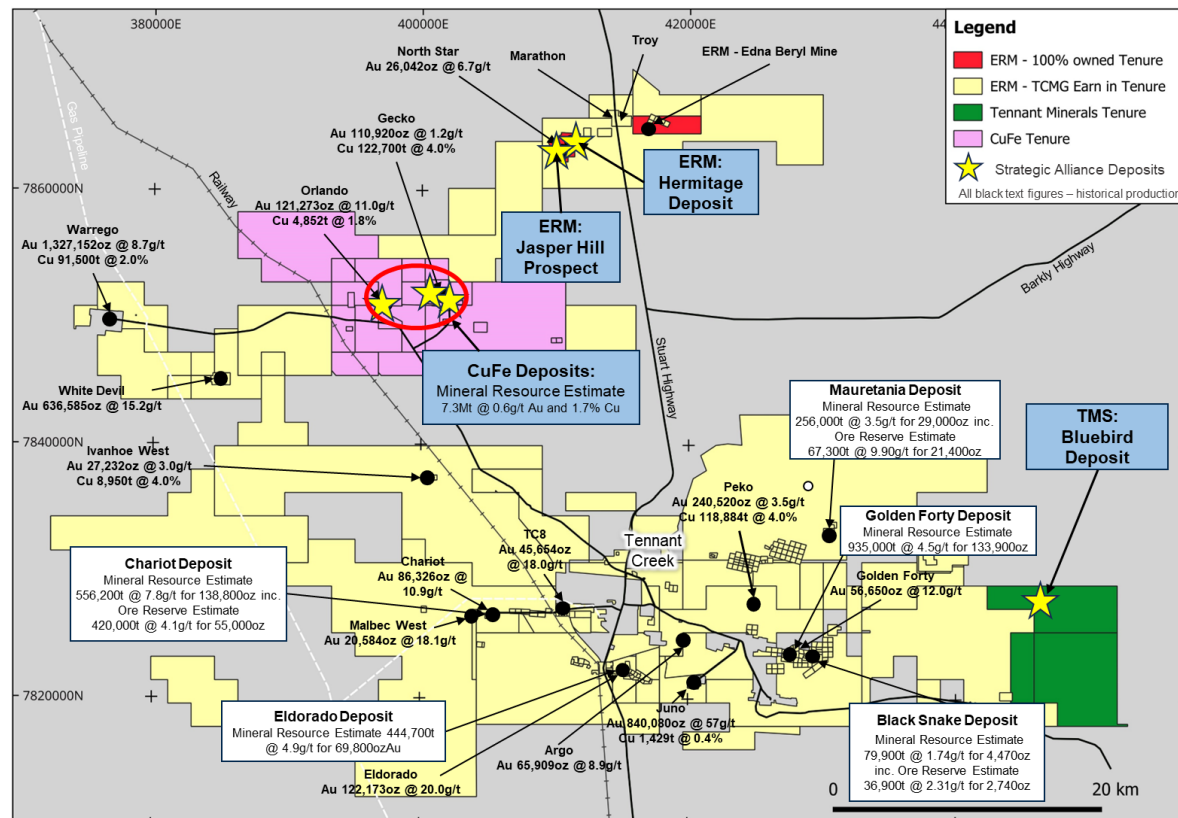 380000E
400000E
420000E
44
7860000N
7840000N
7820000N
Legend
ERM - 100% owned Tenure
ERM - TCMG Earn in Tenure
Tennant Minerals Tenure
CuFe Tenure
Strategic Alliance Deposits
All black text figures – historical production
North Star
Au 26,042oz @ 6.7g/t
Marathon
Troy
ERM - Edna Beryl Mine
Gas Pipeline
Railway
Gecko
Au 110,920oz @ 1.2g/t
Cu 122,700t @ 4.0%
Orlando
Au 121,273oz @ 11.0g/t
Cu 4,852t @ 1.8%
ERM:
Hermitage
Deposit
ERM:
Jasper Hill
Prospect
Warrego
Au 1,327,152oz @ 8.7g/t
Cu 91,500t @ 2.0%
Barkly Highway
Stuart Highway
CuFe Deposits:
Mineral Resource Estimate
7.3Mt @ 0.6g/t Au and 1.7% Cu
White Devil
Au 636,585oz @ 15.2g/t
Mauretania Deposit
Mineral Resource Estimate
256,000t @ 3.5g/t for 29,000oz inc.
Ore Reserve Estimate
67,300t @ 9.90g/t for 21,400oz
TMS:
Bluebird
Deposit
Ivanhoe West
Au 27,232oz @ 3.0g/t
Cu 8,950t @ 4.0%
Peko
Au 240,520oz @ 3.5g/t
Cu 118,884t @ 4.0%
Golden Forty Deposit
Mineral Resource Estimate
935,000t @ 4.5g/t for 133,900oz
Tennant
Creek
TC8
Au 45,654oz
@ 18.0g/t
Chariot Deposit
Mineral Resource Estimate
556,200t @ 7.8g/t for 138,800oz inc.
Ore Reserve Estimate
420,000t @ 4.1g/t for 55,000oz
Chariot
Au 86,326oz @
10.9g/t
Golden Forty
Au 56,650oz @ 12.0g/t
Malbec West
Au 20,584oz @ 18.1g/t
Eldorado Deposit
Mineral Resource Estimate 444,700t
@ 4.9g/t for 69,800ozAu
Juno
Au 840,080oz @ 57g/t
Cu 1,429t @ 0.4%
Argo
Au 65,909oz @ 8.9g/t
Eldorado
Au 122,173oz @ 20.0g/t
Black Snake Deposit
Mineral Resource Estimate
79,900t @ 1.74g/t for 4,470oz
inc. Ore Reserve Estimate
36,900t @ 2.31g/t for 2,740oz
0
20 km